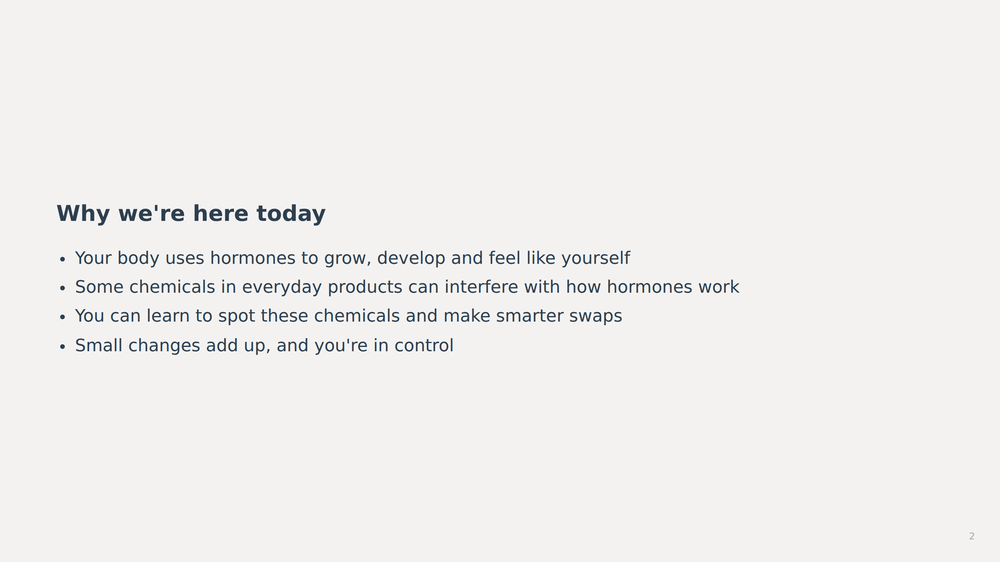 Why we're here today
• Your body uses hormones to grow, develop and feel like yourself
• Some chemicals in everyday products can interfere with how hormones work
• You can learn to spot these chemicals and make smarter swaps
• Small changes add up, and you're in control
2